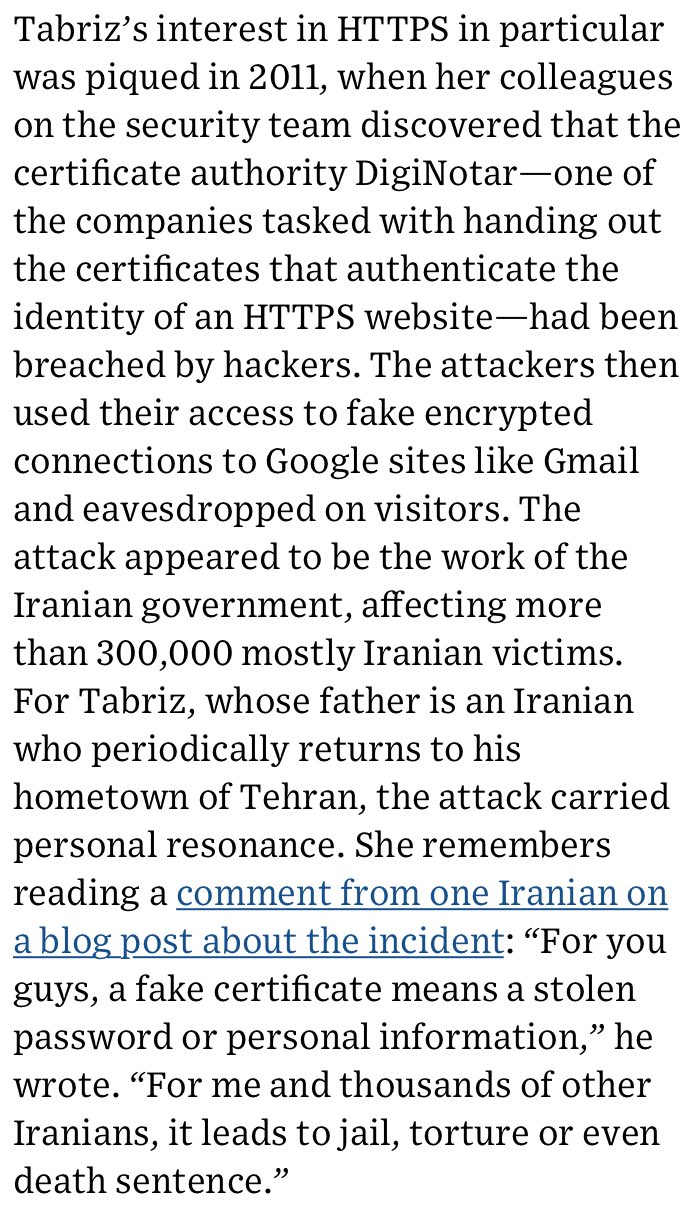 Tabriz’s interest in HTTPS in particular
was piqued in 2011, when her colleagues
on the security team discovered that the
certificate authority DigiNotar—one of
the companies tasked with handing out
the certificates that authenticate the
identity of an HTTPS website—had been
breached by hackers. The attackers then
used their access to fake encrypted
connections to Google sites like Gmail
and eavesdropped on visitors. The
attack appeared to be the work of the
Iranian government, affecting more
than 300,000 mostly Iranian victims.
For Tabriz, whose father is an Iranian
who periodically returns to his
hometown of Tehran, the attack carried
personal resonance. She remembers
reading a comment from one Iranian on
a blog post about the incident: “For you
guys, a fake certificate means a stolen
password or personal information,” he
wrote. “For me and thousands of other
Iranians, it leads to jail, torture or even
death sentence.”